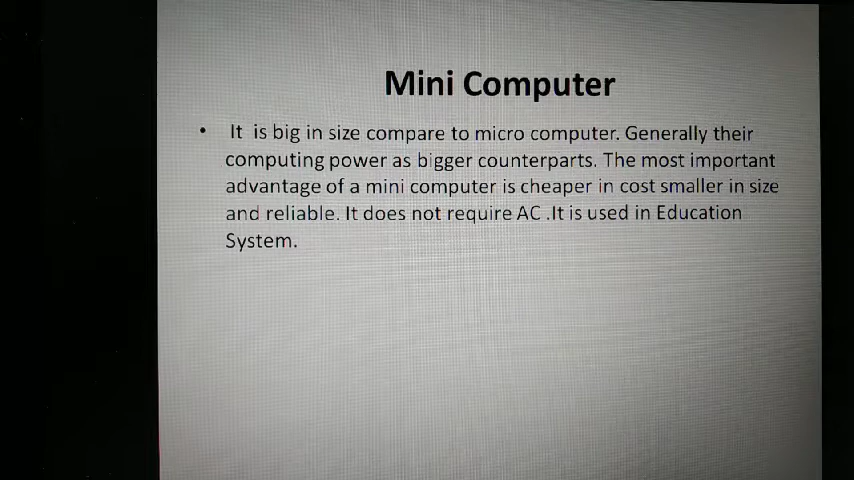 Mini Computer
• It is big in size compare to micro computer. Generally their
computing power as bigger counterparts. The most important
advantage of a mini computer is cheaper in cost smaller in size
and reliable. It does not require AC .It is used in Education
System.